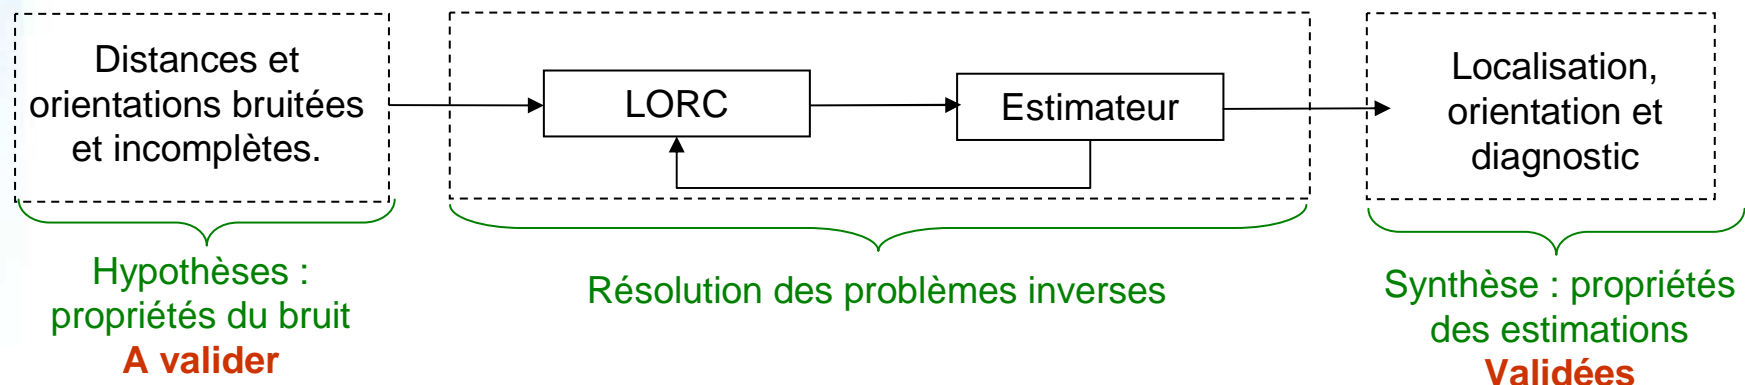 Distances et
orientations bruitées
et incomplètes.
LORC
Estimateur
Localisation,
orientation et
diagnostic
Hypothèses :
propriétés du bruit
A valider
Résolution des problèmes inverses
Synthèse : propriétés
des estimations
Validées